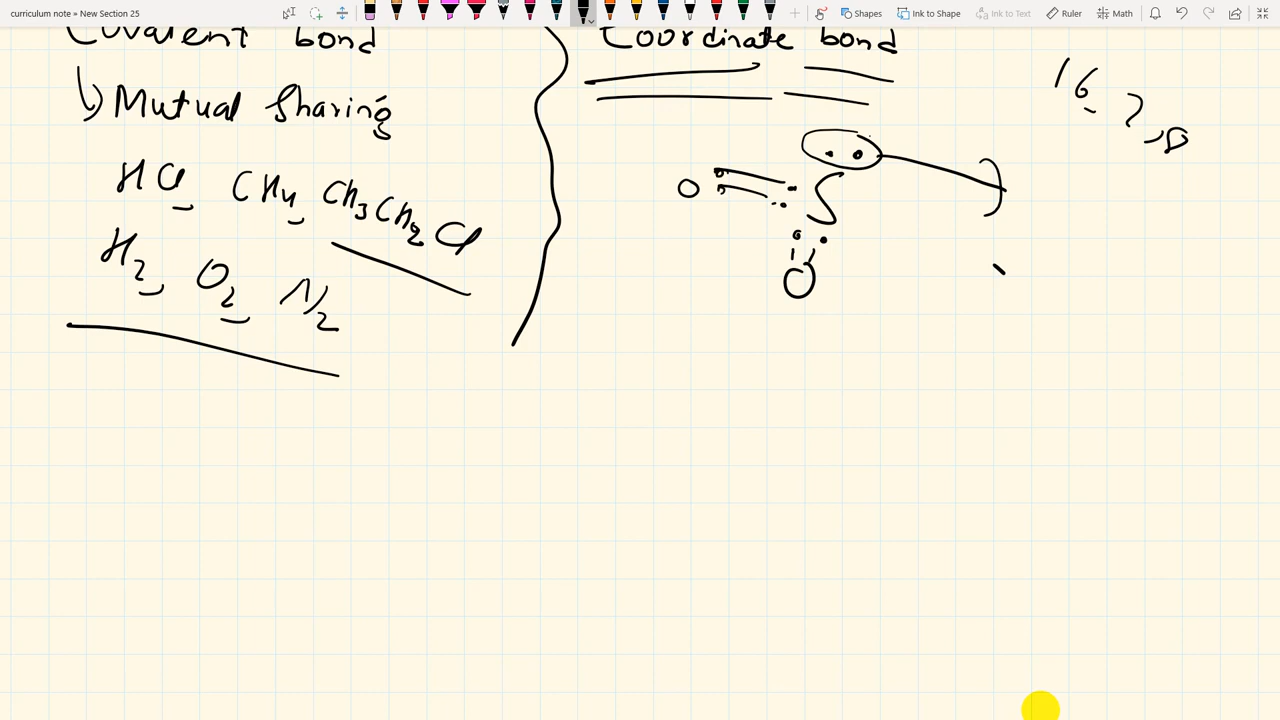 curriculum note » New Section 25
Shapes Ink to Shape Ink to Text Ruler Math
Covalent bond
Mutual Sharing
HCl CH4 CH3CH2Cl
H2 O2 N2
Coordinate bond
16
O S
O